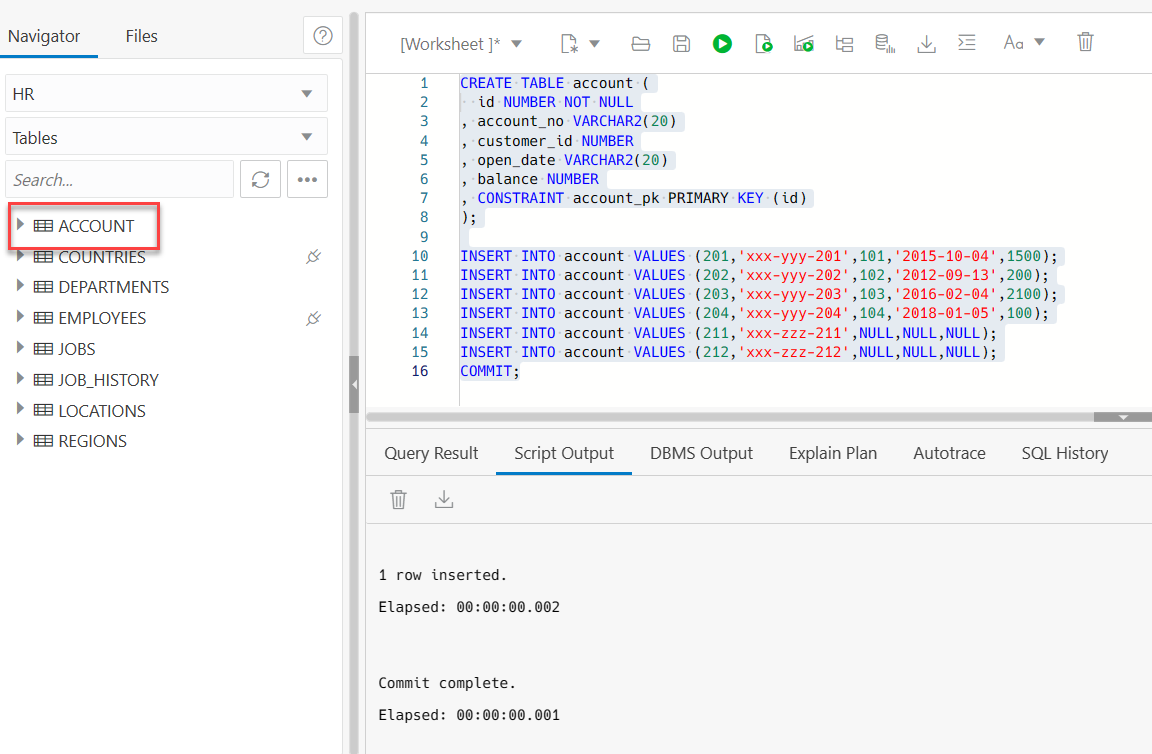 Navigator
Files
HR
Tables
Search...
ACCOUNT
COUNTRIES
DEPARTMENTS
EMPLOYEES
JOBS
JOB_HISTORY
LOCATIONS
REGIONS
[Worksheet ]*
Aa
1 CREATE TABLE account (
2 id NUMBER NOT NULL
3 , account_no VARCHAR2(20)
4 , customer_id NUMBER
5 , open_date VARCHAR2(20)
6 , balance NUMBER
7 , CONSTRAINT account_pk PRIMARY KEY (id)
8 );
9
10 INSERT INTO account VALUES (201,'xxx-yyy-201',101,'2015-10-04',1500);
11 INSERT INTO account VALUES (202,'xxx-yyy-202',102,'2012-09-13',200);
12 INSERT INTO account VALUES (203,'xxx-yyy-203',103,'2016-02-04',2100);
13 INSERT INTO account VALUES (204,'xxx-yyy-204',104,'2018-01-05',100);
14 INSERT INTO account VALUES (211,'xxx-zzz-211',NULL,NULL,NULL);
15 INSERT INTO account VALUES (212,'xxx-zzz-212',NULL,NULL,NULL);
16 COMMIT;
Query Result Script Output DBMS Output Explain Plan Autotrace SQL History
1 row inserted.
Elapsed: 00:00:00.002
Commit complete.
Elapsed: 00:00:00.001